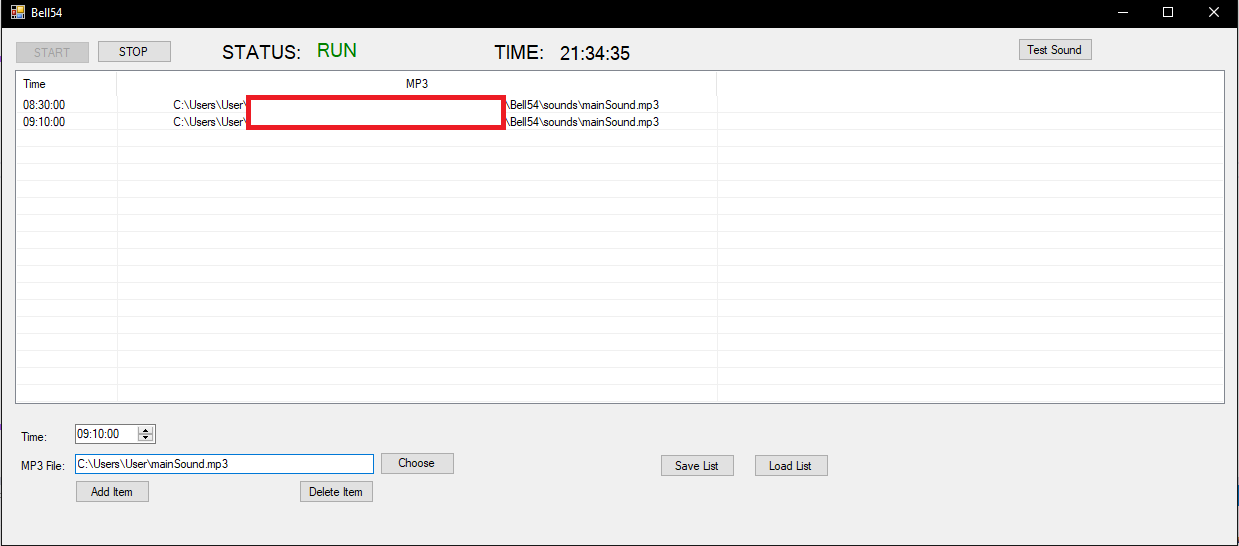 Bell54
START STOP STATUS: RUN TIME: 21:34:35 Test Sound
Time MP3
08:30:00 C:\Users\User\ \Bell54\sounds\mainSound.mp3
09:10:00 C:\Users\User\ \Bell54\sounds\mainSound.mp3
Time: 09:10:00
MP3 File: C:\Users\User\mainSound.mp3 Choose Save List Load List
Add Item Delete Item